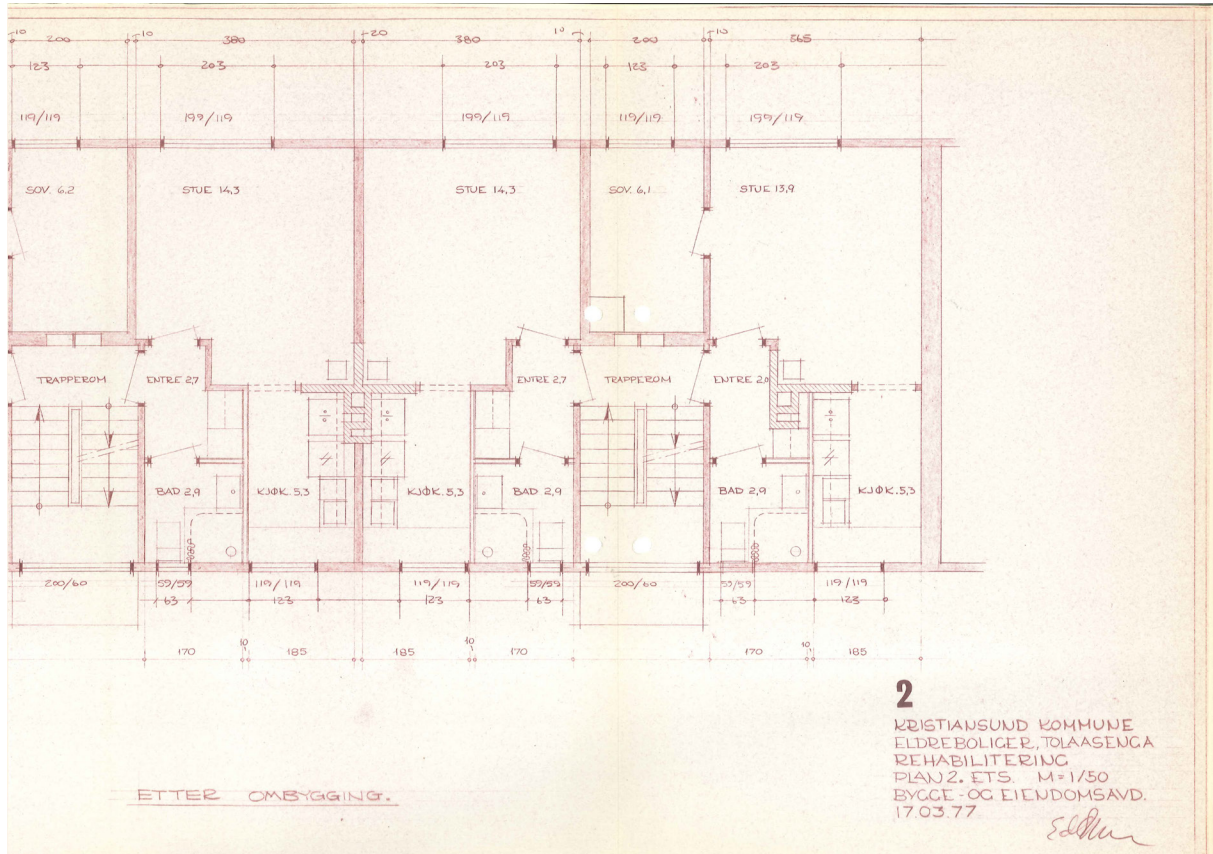 10 200 10 380 20 380 10 200 10 565
123 203 203 123 203
119/119 199/119 199/119 119/119 199/119
SOV. 6.2 STUE 14,3 STUE 14,3 SOV. 6,1 STUE 13,9
TRAPPEROM ENTRE 2,7 ENTRE 2,7 TRAPPEROM ENTRE 2,0
BAD 2,9 KJØK. 5,3 KJØK. 5,3 BAD 2,9 BAD 2,9 KJØK. 5,3
200/60 59/59 119/119 119/119 59/59 200/60 59/59 119/119
63 123 123 63 63 123
170 10 185 185 10 170 170 10 185
2
KRISTIANSUND KOMMUNE
ELDREBOLIGER, TOLAASENGA
REHABILITERING
PLAN 2. ETS. M=1/50
BYGGE-OG EIENDOMSAVD.
17.03.77
ETTER OMBYGGING.